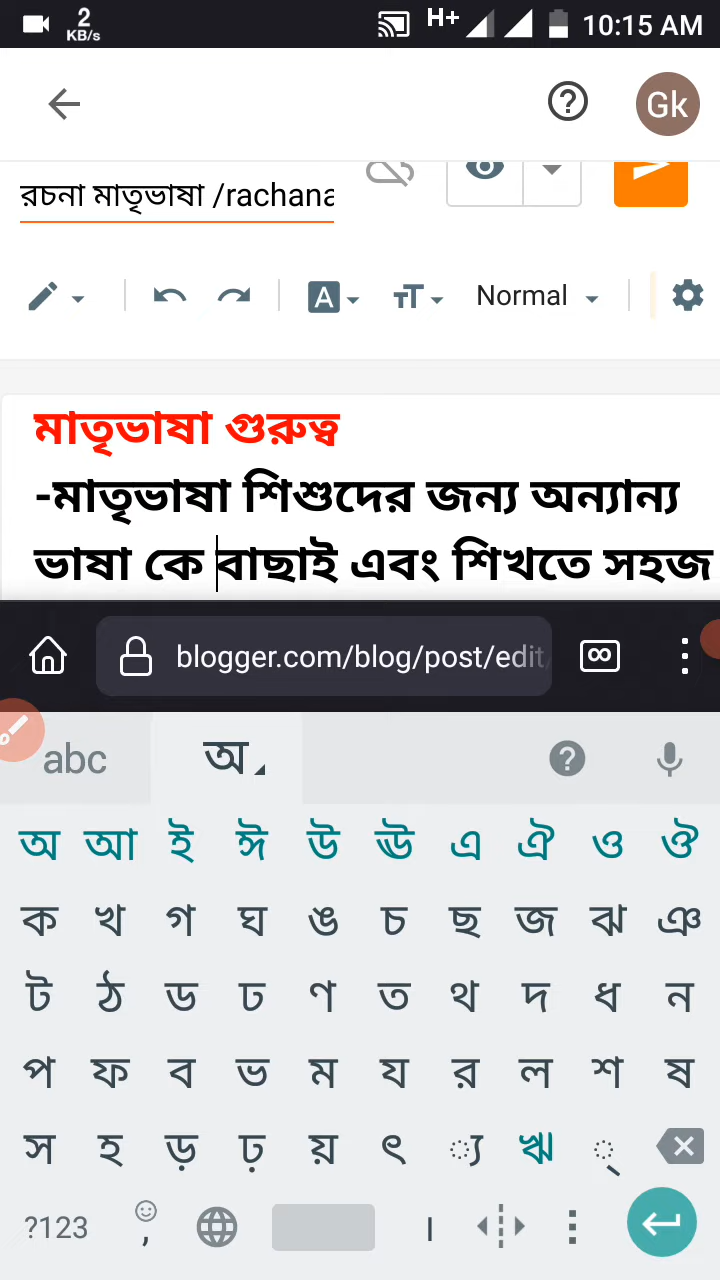 2
KB/s
H+
10:15 AM
Gk
রচনা মাতৃভাষা /rachana
Normal
মাতৃভাষা গুরুত্ব
-মাতৃভাষা শিশুদের জন্য অন্যান্য
ভাষা কে বাছাই এবং শিখতে সহজ
blogger.com/blog/post/edit
abc অ
অ আ ই ঈ উ ঊ এ ঐ ও ঔ
ক খ গ ঘ ঙ চ ছ জ ঝ ঞ
ট ঠ ড ঢ ণ ত থ দ ধ ন
প ফ ব ভ ম য র ল শ ষ
স হ ড় ঢ় য় ৎ ্য ঋ ্
?123 , ।